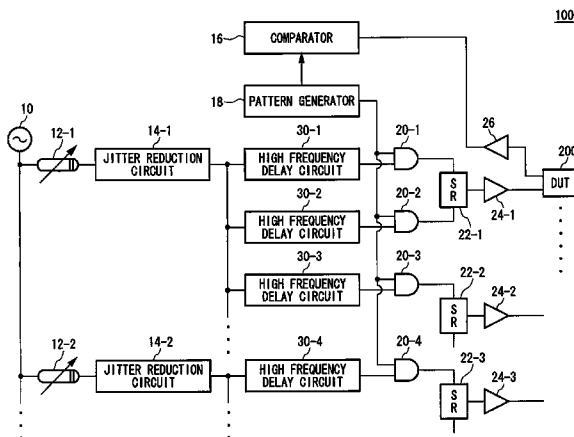 100
16
COMPARATOR
10
18
PATTERN GENERATOR
26
200
12-1
14-1
30-1
20-1
JITTER REDUCTION
CIRCUIT
HIGH FREQUENCY
DELAY CIRCUIT
S
R
DUT
30-2
20-2
24-1
HIGH FREQUENCY
DELAY CIRCUIT
22-1
30-3
20-3
22-2
24-2
HIGH FREQUENCY
DELAY CIRCUIT
S
R
12-2
14-2
30-4
20-4
22-3
24-3
JITTER REDUCTION
CIRCUIT
HIGH FREQUENCY
DELAY CIRCUIT
S
R